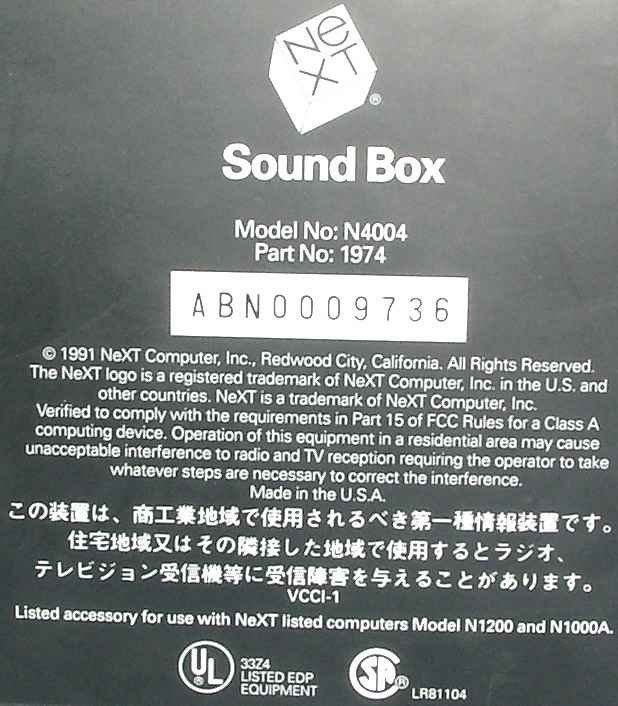 NeXT
®
Sound Box
Model No: N4004
Part No: 1974
ABN0009736
© 1991 NeXT Computer, Inc., Redwood City, California. All Rights Reserved.
The NeXT logo is a registered trademark of NeXT Computer, Inc. in the U.S. and
other countries. NeXT is a trademark of NeXT Computer, Inc.
Verified to comply with the requirements in Part 15 of FCC Rules for a Class A
computing device. Operation of this equipment in a residential area may cause
unacceptable interference to radio and TV reception requiring the operator to take
whatever steps are necessary to correct the interference.
Made in the U.S.A.
この装置は、商工業地域で使用されるべき第一種情報装置です。
住宅地域又はその隣接した地域で使用するとラジオ、
テレビジョン受信機等に受信障害を与えることがあります。
VCCI-1
Listed accessory for use with NeXT listed computers Model N1200 and N1000A.
UL ® 33Z4
LISTED EDP
EQUIPMENT
SA ® LR81104